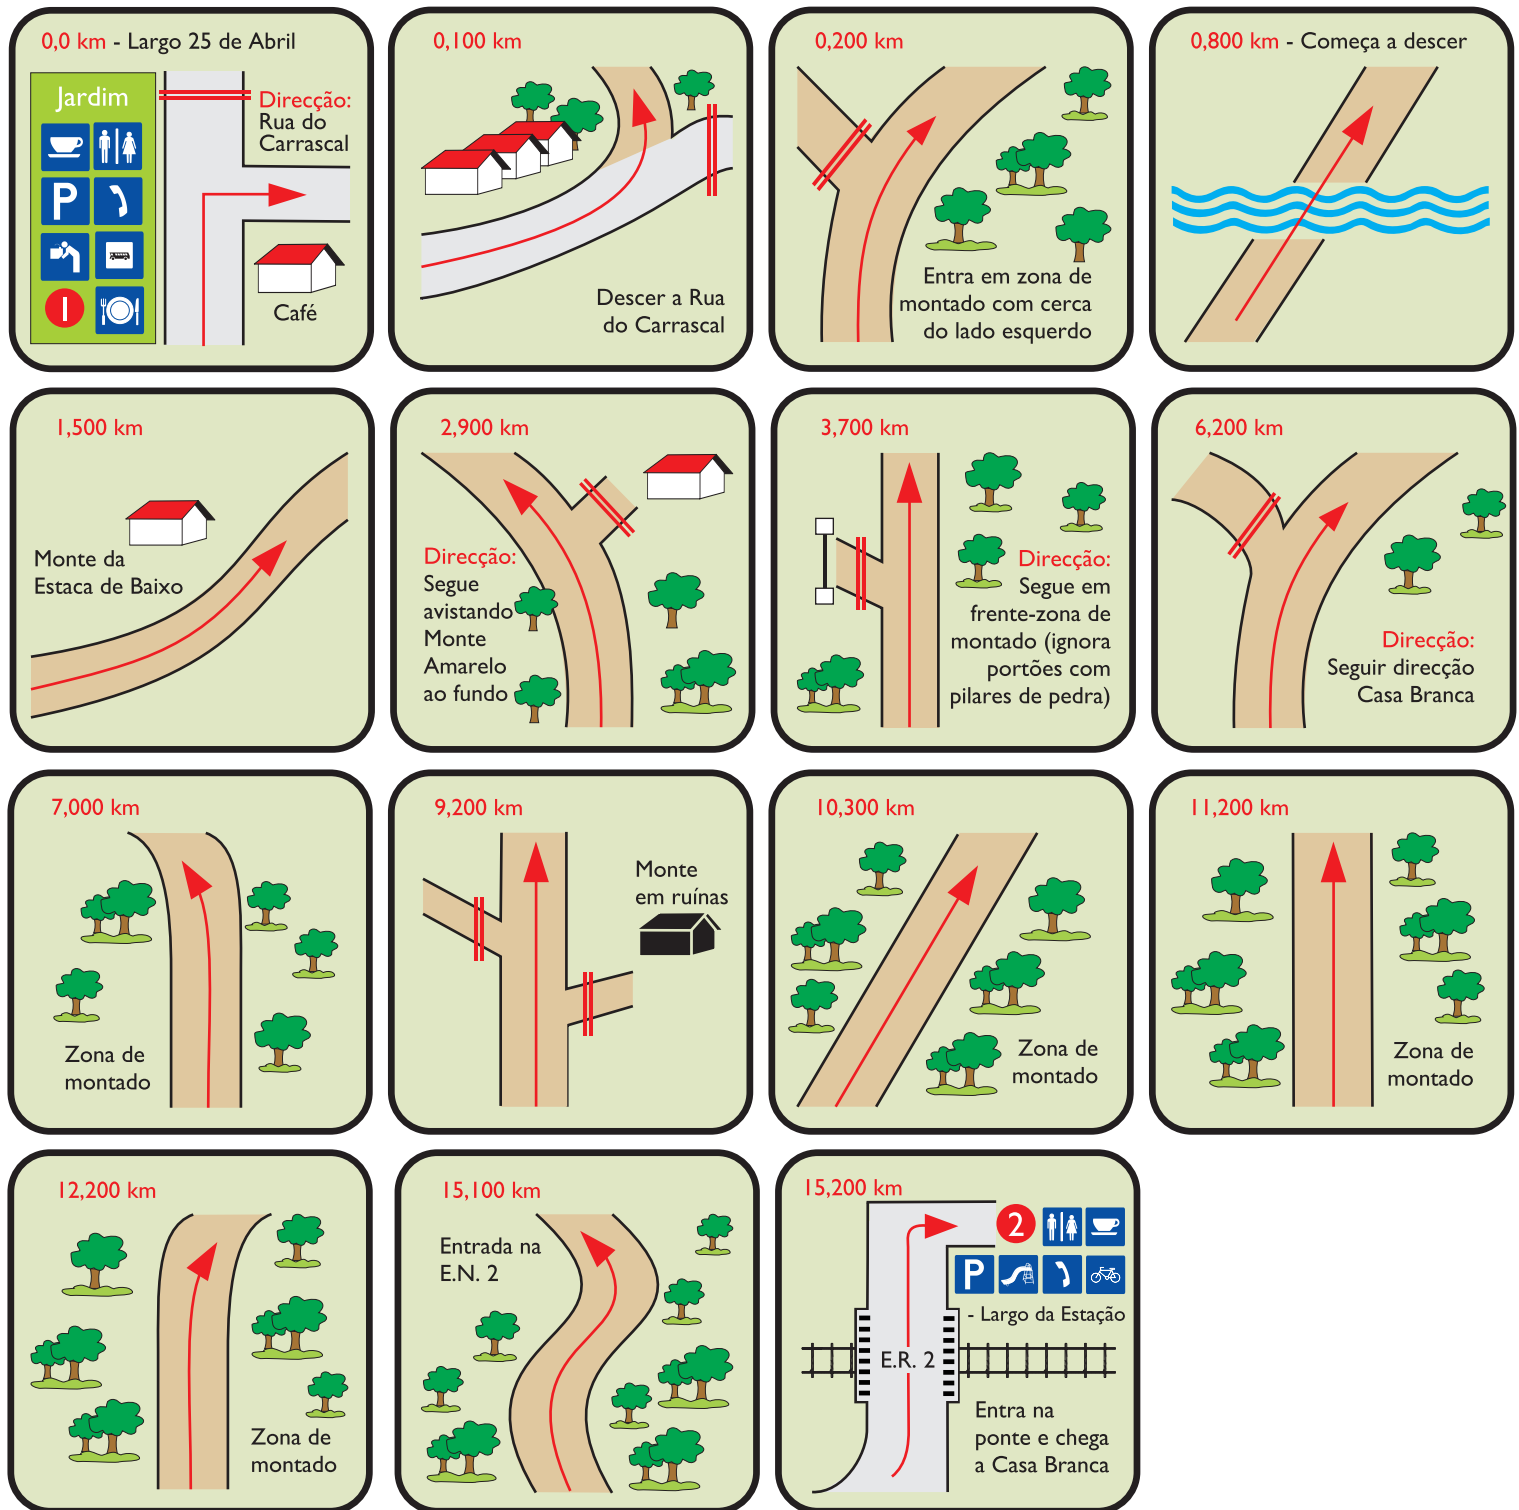 0,0 km - Largo 25 de Abril
Jardim
Direcção:
Rua do
Carrascal
P
1
Café
0,100 km
Descer a Rua
do Carrascal
0,200 km
Entra em zona de
montado com cerca
do lado esquerdo
0,800 km - Começa a descer
1,500 km
Monte da
Estaca de Baixo
2,900 km
Direcção:
Segue
avistando
Monte
Amarelo
ao fundo
3,700 km
Direcção:
Segue em
frente-zona de
montado (ignora
portões com
pilares de pedra)
6,200 km
Direcção:
Seguir direcção
Casa Branca
7,000 km
Zona de
montado
9,200 km
Monte
em ruínas
10,300 km
Zona de
montado
11,200 km
Zona de
montado
12,200 km
Zona de
montado
15,100 km
Entrada na
E.N. 2
15,200 km
2
P
- Largo da Estação
E.R. 2
Entra na
ponte e chega
a Casa Branca